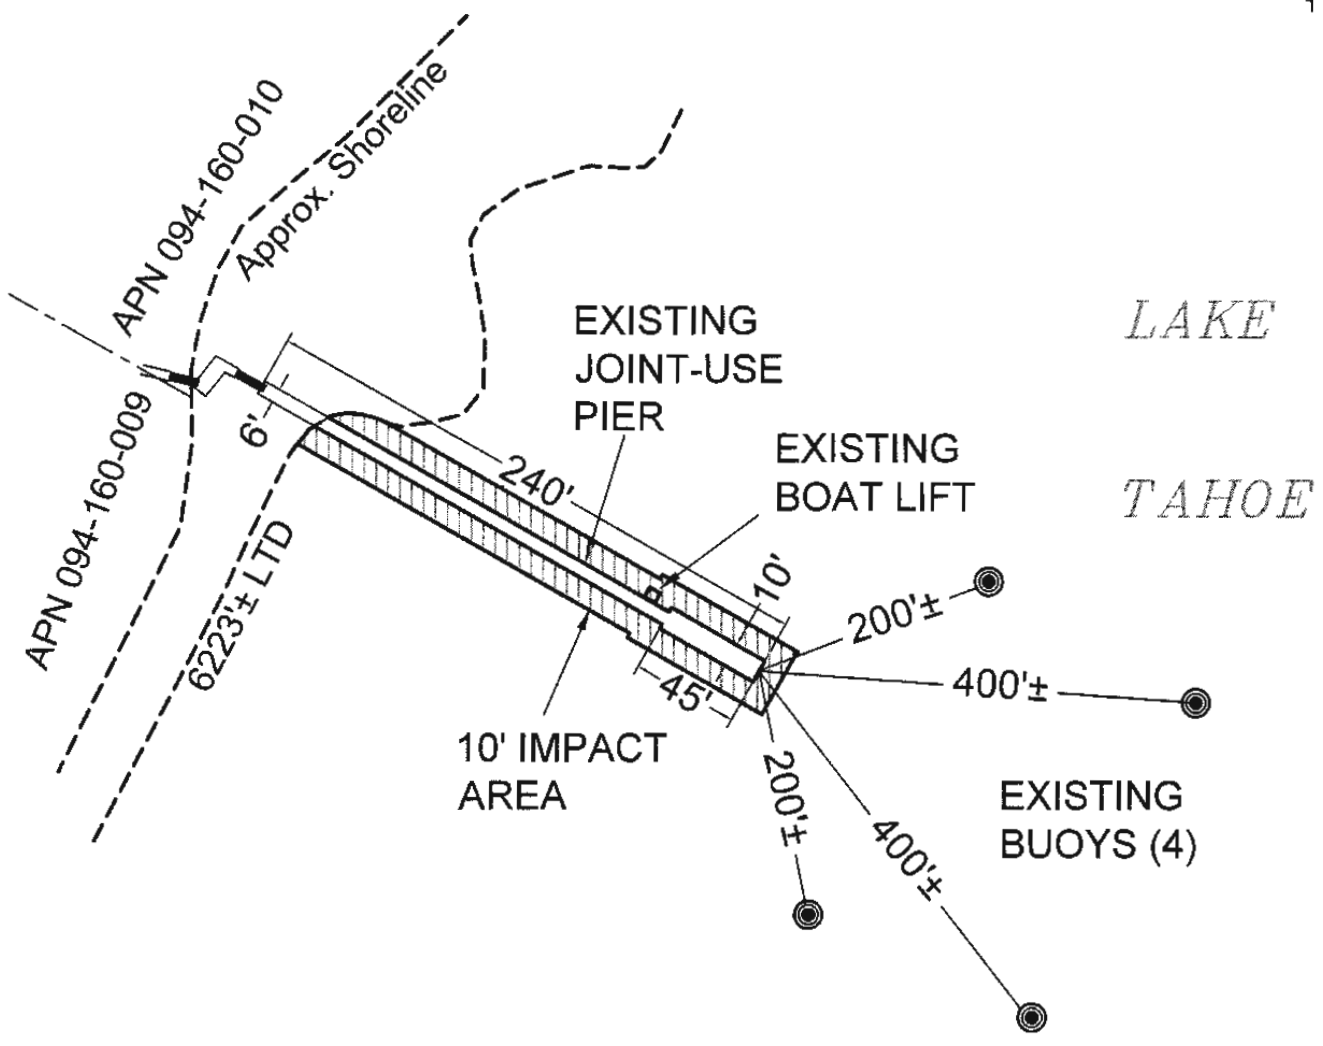 APN 094-160-010
Approx. Shoreline
LAKE
EXISTING
JOINT-USE
PIER
APN 094-160-009
6'
240'
EXISTING
BOAT LIFT
TAHOE
6223'± LTD
10'
200'±
400'±
45'
10' IMPACT
AREA
200'±
400'±
EXISTING
BUOYS (4)